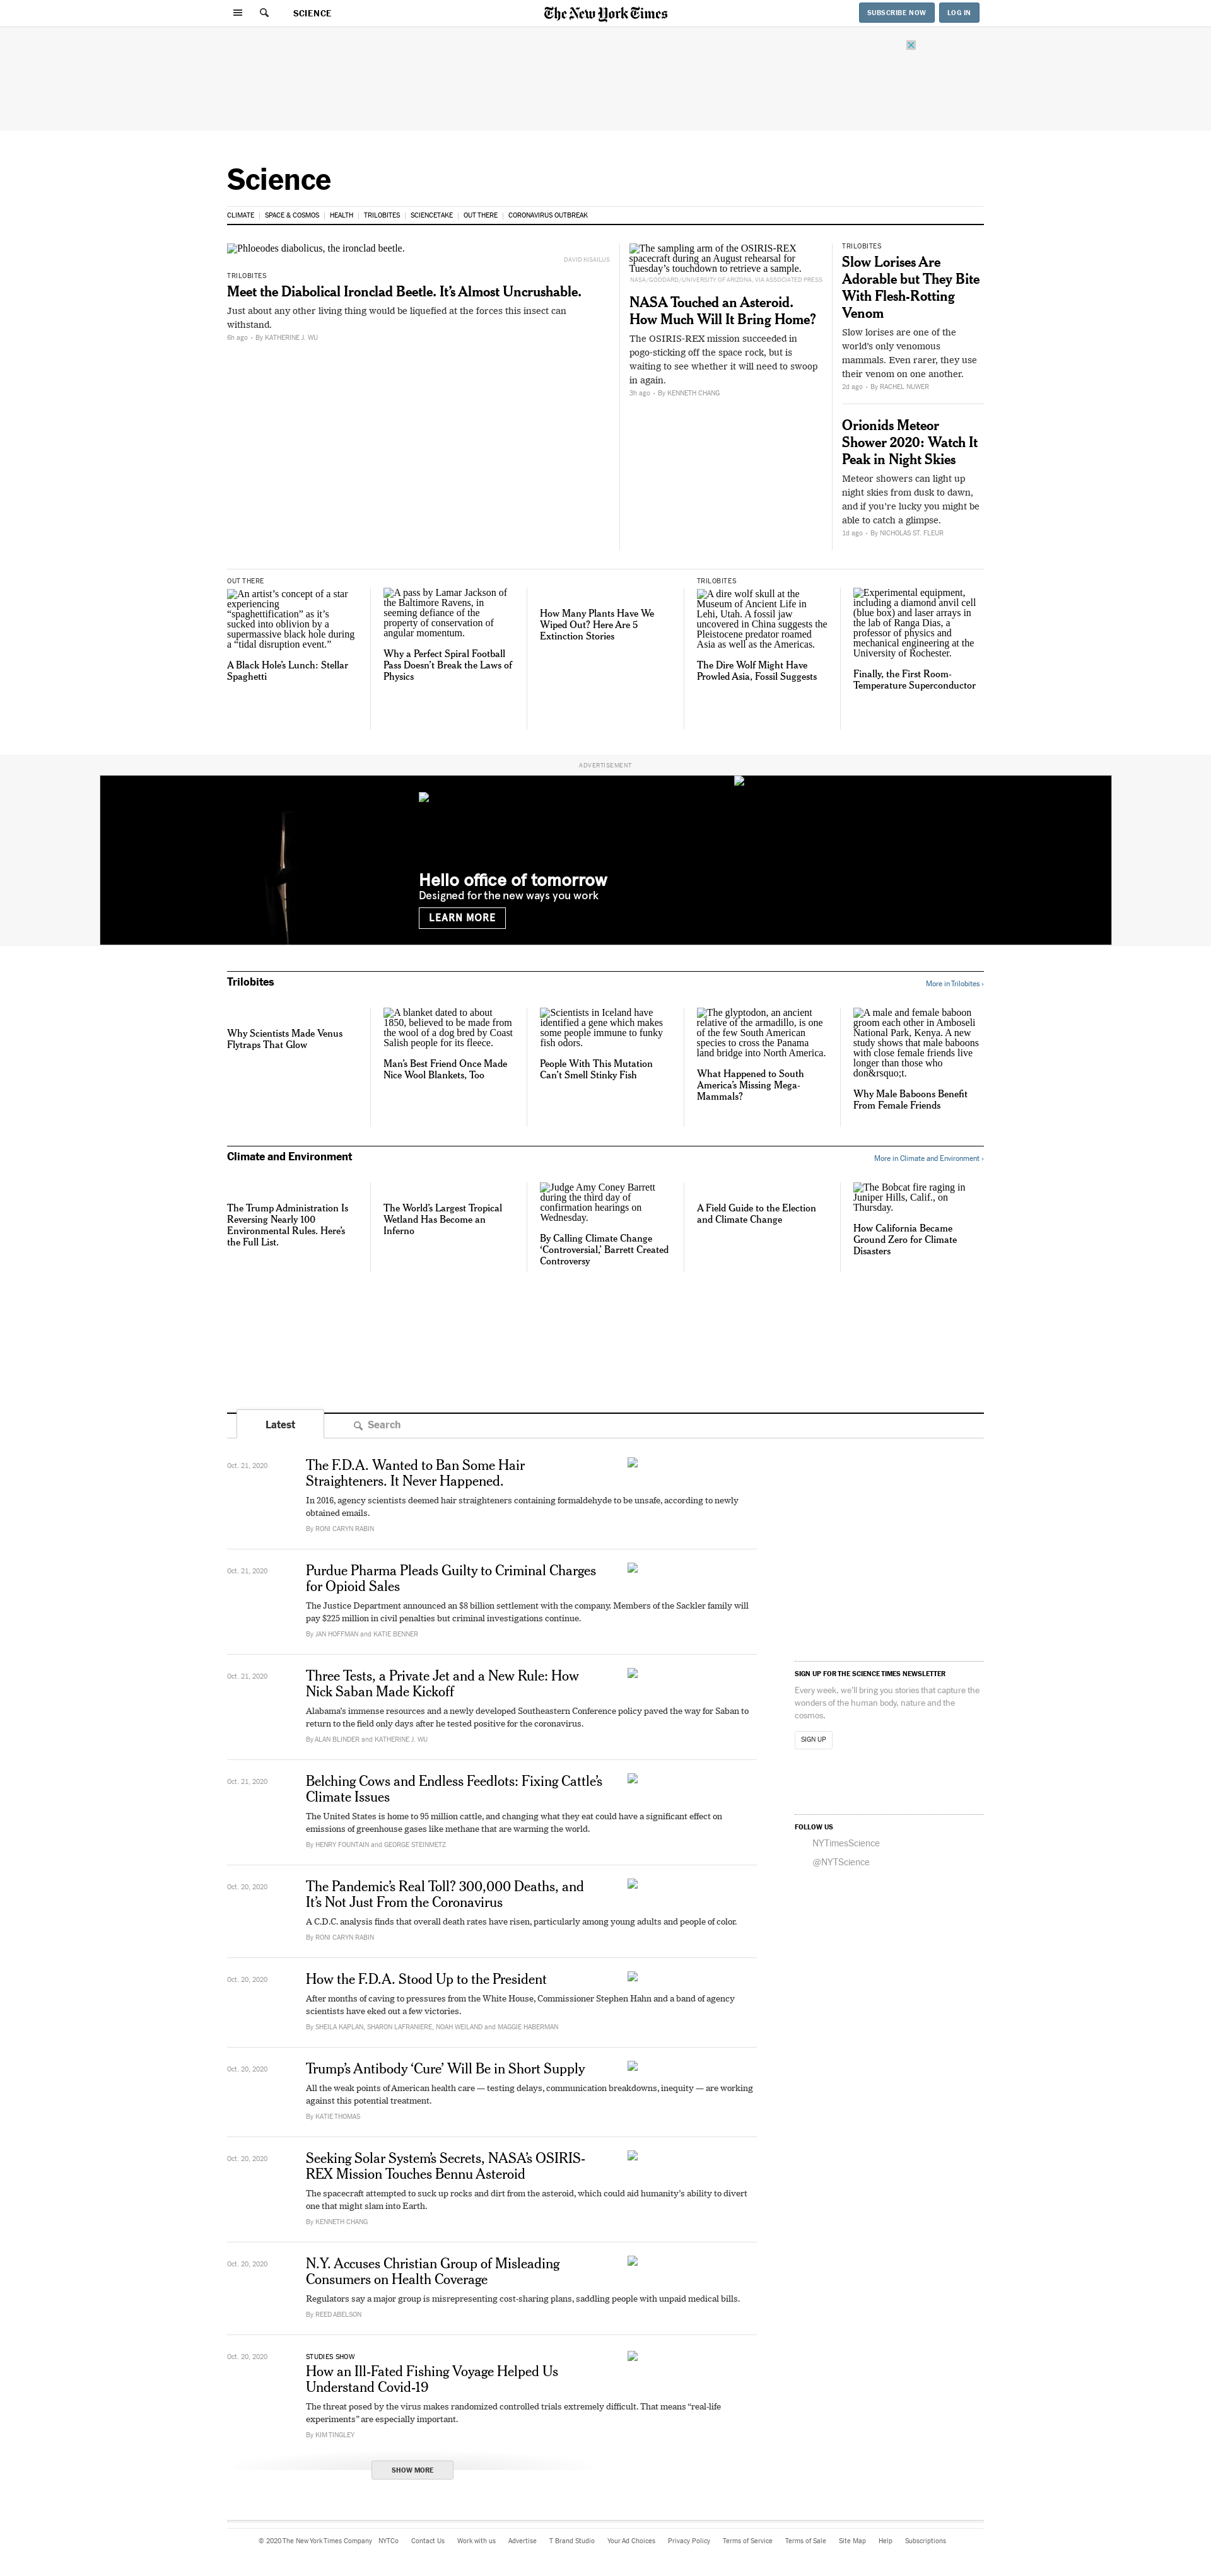 SCIENCE
The New York Times
SUBSCRIBE NOW
LOG IN
Science
CLIMATE
SPACE & COSMOS
HEALTH
TRILOBITES
SCIENCETAKE
OUT THERE
CORONAVIRUS OUTBREAK
Phloeodes diabolicus, the ironclad beetle.
DAVID KISAILUS
TRILOBITES
Meet the Diabolical Ironclad Beetle. It’s Almost Uncrushable.
Just about any other living thing would be liquefied at the forces this insect can
withstand.
6h ago • By KATHERINE J. WU
The sampling arm of the OSIRIS-REX
spacecraft during an August rehearsal for
Tuesday’s touchdown to retrieve a sample.
NASA/GODDARD/UNIVERSITY OF ARIZONA, VIA ASSOCIATED PRESS
NASA Touched an Asteroid.
How Much Will It Bring Home?
The OSIRIS-REX mission succeeded in
pogo-sticking off the space rock, but is
waiting to see whether it will need to swoop
in again.
3h ago • By KENNETH CHANG
TRILOBITES
Slow Lorises Are
Adorable but They Bite
With Flesh-Rotting
Venom
Slow lorises are one of the
world’s only venomous
mammals. Even rarer, they use
their venom on one another.
2d ago • By RACHEL NUWER
Orionids Meteor
Shower 2020: Watch It
Peak in Night Skies
Meteor showers can light up
night skies from dusk to dawn,
and if you’re lucky you might be
able to catch a glimpse.
1d ago • By NICHOLAS ST. FLEUR
OUT THERE
An artist’s concept of a star
experiencing
“spaghettification” as it’s
sucked into oblivion by a
supermassive black hole during
a “tidal disruption event.”
A Black Hole’s Lunch: Stellar
Spaghetti
A pass by Lamar Jackson of
the Baltimore Ravens, in
seeming defiance of the
property of conservation of
angular momentum.
Why a Perfect Spiral Football
Pass Doesn’t Break the Laws of
Physics
How Many Plants Have We
Wiped Out? Here Are 5
Extinction Stories
TRILOBITES
A dire wolf skull at the
Museum of Ancient Life in
Lehi, Utah. A fossil jaw
uncovered in China suggests the
Pleistocene predator roamed
Asia as well as the Americas.
The Dire Wolf Might Have
Prowled Asia, Fossil Suggests
Experimental equipment,
including a diamond anvil cell
(blue box) and laser arrays in
the lab of Ranga Dias, a
professor of physics and
mechanical engineering at the
University of Rochester.
Finally, the First Room-
Temperature Superconductor
ADVERTISEMENT
Hello office of tomorrow
Designed for the new ways you work
LEARN MORE
Trilobites
More in Trilobites ›
Why Scientists Made Venus
Flytraps That Glow
A blanket dated to about
1850, believed to be made from
the wool of a dog bred by Coast
Salish people for its fleece.
Man’s Best Friend Once Made
Nice Wool Blankets, Too
Scientists in Iceland have
identified a gene which makes
some people immune to funky
fish odors.
People With This Mutation
Can’t Smell Stinky Fish
The glyptodon, an ancient
relative of the armadillo, is one
of the few South American
species to cross the Panama
land bridge into North America.
What Happened to South
America’s Missing Mega-
Mammals?
A male and female baboon
groom each other in Amboseli
National Park, Kenya. A new
study shows that male baboons
with close female friends live
longer than those who
don&rsquo;t.
Why Male Baboons Benefit
From Female Friends
Climate and Environment
More in Climate and Environment ›
The Trump Administration Is
Reversing Nearly 100
Environmental Rules. Here’s
the Full List.
The World’s Largest Tropical
Wetland Has Become an
Inferno
Judge Amy Coney Barrett
during the third day of
confirmation hearings on
Wednesday.
By Calling Climate Change
‘Controversial,’ Barrett Created
Controversy
A Field Guide to the Election
and Climate Change
The Bobcat fire raging in
Juniper Hills, Calif., on
Thursday.
How California Became
Ground Zero for Climate
Disasters
Latest
Search
Oct. 21, 2020
The F.D.A. Wanted to Ban Some Hair
Straighteners. It Never Happened.
In 2016, agency scientists deemed hair straighteners containing formaldehyde to be unsafe, according to newly
obtained emails.
By RONI CARYN RABIN
Oct. 21, 2020
Purdue Pharma Pleads Guilty to Criminal Charges
for Opioid Sales
The Justice Department announced an $8 billion settlement with the company. Members of the Sackler family will
pay $225 million in civil penalties but criminal investigations continue.
By JAN HOFFMAN and KATIE BENNER
Oct. 21, 2020
Three Tests, a Private Jet and a New Rule: How
Nick Saban Made Kickoff
Alabama’s immense resources and a newly developed Southeastern Conference policy paved the way for Saban to
return to the field only days after he tested positive for the coronavirus.
By ALAN BLINDER and KATHERINE J. WU
Oct. 21, 2020
Belching Cows and Endless Feedlots: Fixing Cattle’s
Climate Issues
The United States is home to 95 million cattle, and changing what they eat could have a significant effect on
emissions of greenhouse gases like methane that are warming the world.
By HENRY FOUNTAIN and GEORGE STEINMETZ
Oct. 20, 2020
The Pandemic’s Real Toll? 300,000 Deaths, and
It’s Not Just From the Coronavirus
A C.D.C. analysis finds that overall death rates have risen, particularly among young adults and people of color.
By RONI CARYN RABIN
Oct. 20, 2020
How the F.D.A. Stood Up to the President
After months of caving to pressures from the White House, Commissioner Stephen Hahn and a band of agency
scientists have eked out a few victories.
By SHEILA KAPLAN, SHARON LAFRANIERE, NOAH WEILAND and MAGGIE HABERMAN
Oct. 20, 2020
Trump’s Antibody ‘Cure’ Will Be in Short Supply
All the weak points of American health care — testing delays, communication breakdowns, inequity — are working
against this potential treatment.
By KATIE THOMAS
Oct. 20, 2020
Seeking Solar System’s Secrets, NASA’s OSIRIS-
REX Mission Touches Bennu Asteroid
The spacecraft attempted to suck up rocks and dirt from the asteroid, which could aid humanity’s ability to divert
one that might slam into Earth.
By KENNETH CHANG
Oct. 20, 2020
N.Y. Accuses Christian Group of Misleading
Consumers on Health Coverage
Regulators say a major group is misrepresenting cost-sharing plans, saddling people with unpaid medical bills.
By REED ABELSON
Oct. 20, 2020
STUDIES SHOW
How an Ill-Fated Fishing Voyage Helped Us
Understand Covid-19
The threat posed by the virus makes randomized controlled trials extremely difficult. That means “real-life
experiments” are especially important.
By KIM TINGLEY
SHOW MORE
SIGN UP FOR THE SCIENCE TIMES NEWSLETTER
Every week, we’ll bring you stories that capture the
wonders of the human body, nature and the
cosmos.
SIGN UP
FOLLOW US
NYTimesScience
@NYTScience
© 2020 The New York Times Company
NYTCo
Contact Us
Work with us
Advertise
T Brand Studio
Your Ad Choices
Privacy Policy
Terms of Service
Terms of Sale
Site Map
Help
Subscriptions